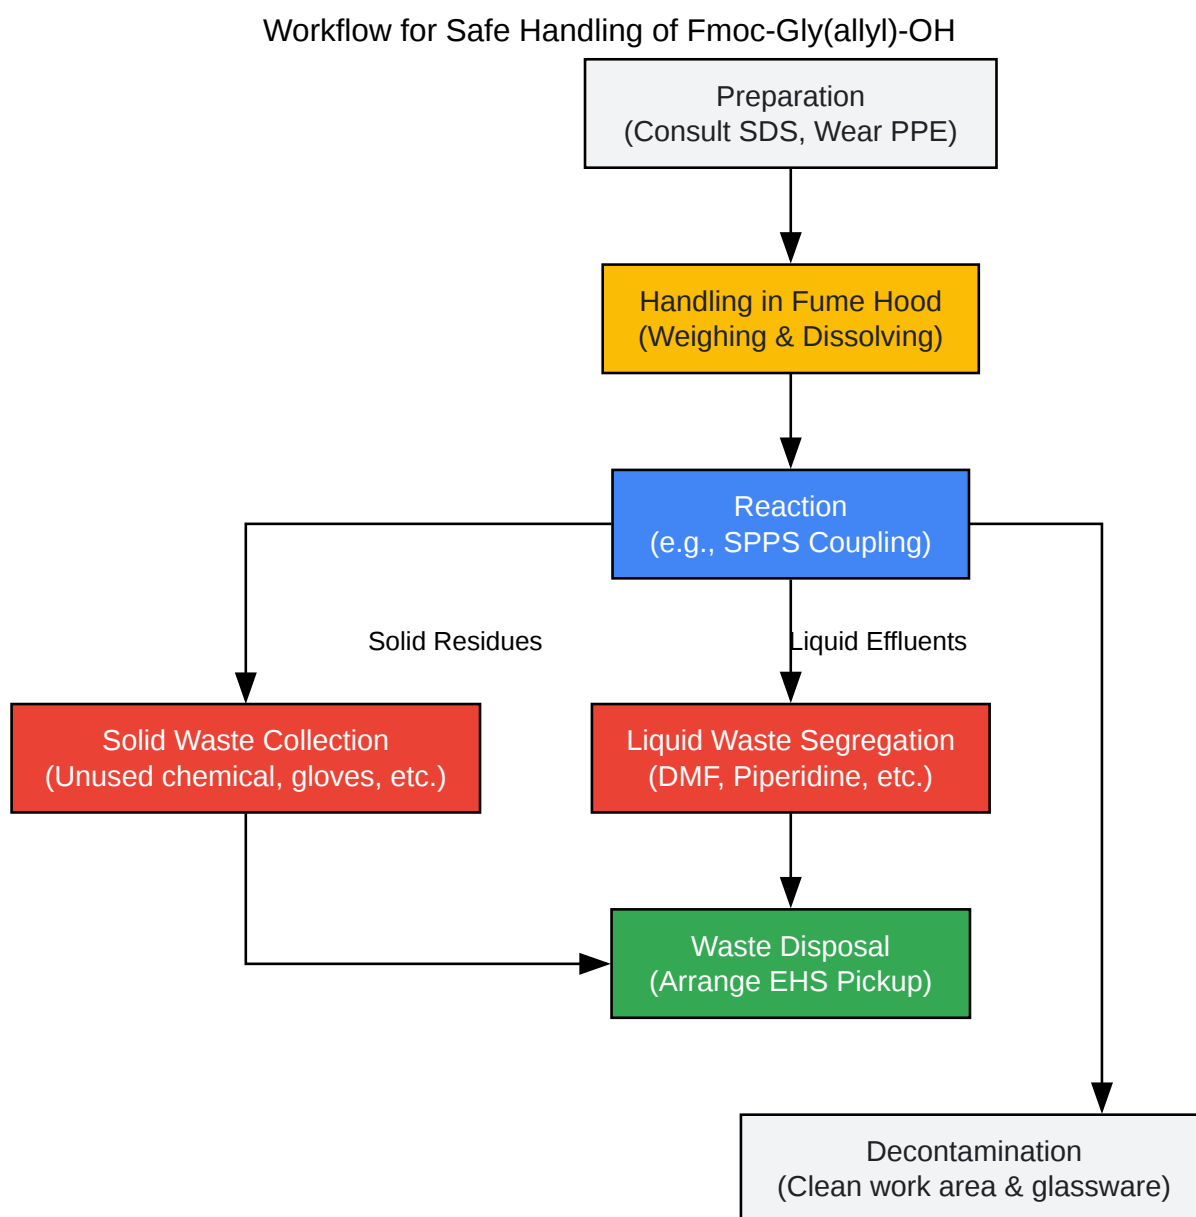 Workflow for Safe Handling of Fmoc-Gly(allyl)-OH
Preparation
(Consult SDS, Wear PPE)
Handling in Fume Hood
(Weighing & Dissolving)
Reaction
(e.g., SPPS Coupling)
Solid Residues
Liquid Effluents
Solid Waste Collection
(Unused chemical, gloves, etc.)
Liquid Waste Segregation
(DMF, Piperidine, etc.)
Waste Disposal
(Arrange EHS Pickup)
Decontamination
(Clean work area & glassware)